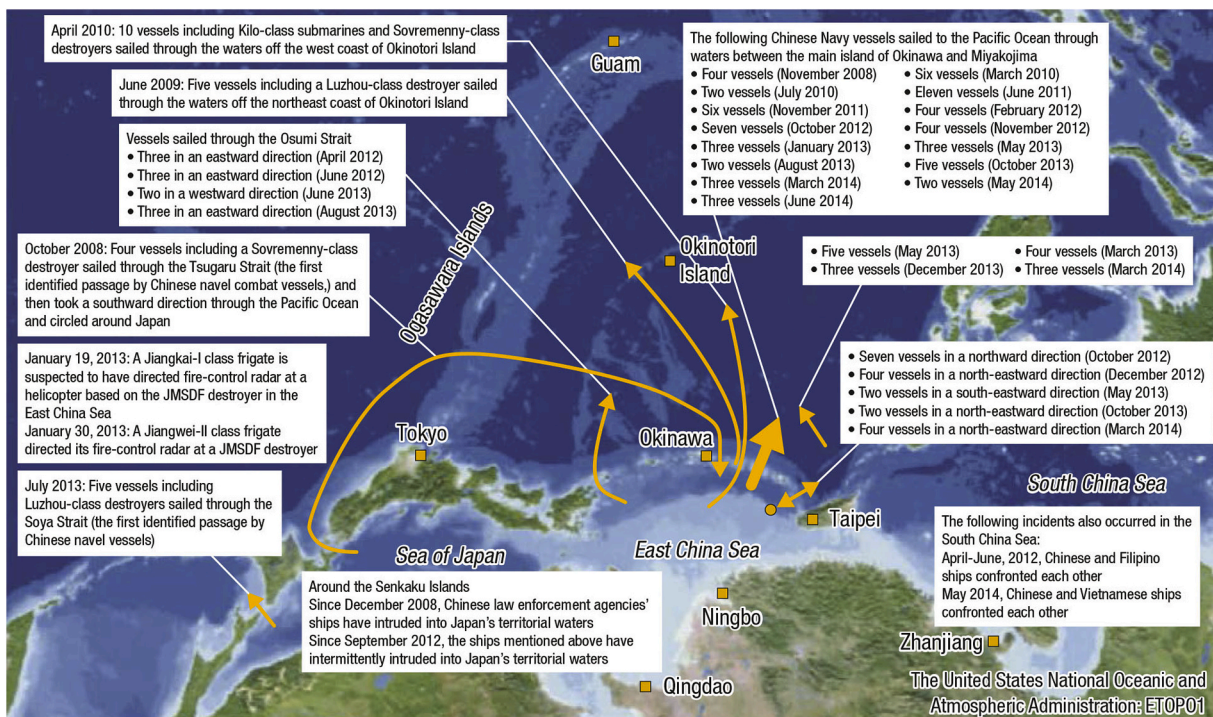 April 2010: 10 vessels including Kilo-class submarines and Sovremenny-class
destroyers sailed through the waters off the west coast of Okinotori Island
June 2009: Five vessels including a Luzhou-class destroyer sailed
through the waters off the northeast coast of Okinotori Island
Vessels sailed through the Osumi Strait
• Three in an eastward direction (April 2012)
• Three in an eastward direction (June 2012)
• Two in a westward direction (June 2013)
• Three in an eastward direction (August 2013)
October 2008: Four vessels including a Sovremenny-class
destroyer sailed through the Tsugaru Strait (the first
identified passage by Chinese navel combat vessels,) and
then took a southward direction through the Pacific Ocean
and circled around Japan
January 19, 2013: A Jiangkai-I class frigate is
suspected to have directed fire-control radar at a
helicopter based on the JMSDF destroyer in the
East China Sea
January 30, 2013: A Jiangwei-II class frigate
directed its fire-control radar at a JMSDF destroyer
July 2013: Five vessels including
Luzhou-class destroyers sailed through the
Soya Strait (the first identified passage by
Chinese navel vessels)
Guam
The following Chinese Navy vessels sailed to the Pacific Ocean through
waters between the main island of Okinawa and Miyakojima
• Four vessels (November 2008)
• Two vessels (July 2010)
• Six vessels (November 2011)
• Seven vessels (October 2012)
• Three vessels (January 2013)
• Two vessels (August 2013)
• Three vessels (March 2014)
• Three vessels (June 2014)
• Six vessels (March 2010)
• Eleven vessels (June 2011)
• Four vessels (February 2012)
• Four vessels (November 2012)
• Three vessels (May 2013)
• Five vessels (October 2013)
• Two vessels (May 2014)
Ogasawara Islands
Okinotori
Island
• Five vessels (May 2013)
• Three vessels (December 2013)
• Four vessels (March 2013)
• Three vessels (March 2014)
• Seven vessels in a northward direction (October 2012)
• Four vessels in a north-eastward direction (December 2012)
• Two vessels in a south-eastward direction (May 2013)
• Two vessels in a north-eastward direction (October 2013)
• Four vessels in a north-eastward direction (March 2014)
Tokyo
Okinawa
South China Sea
Taipei
Sea of Japan
East China Sea
The following incidents also occurred in the
South China Sea:
April-June, 2012, Chinese and Filipino
ships confronted each other
May 2014, Chinese and Vietnamese ships
confronted each other
Around the Senkaku Islands
Since December 2008, Chinese law enforcement agencies'
ships have intruded into Japan's territorial waters
Since September 2012, the ships mentioned above have
intermittently intruded into Japan's territorial waters
Ningbo
Zhanjiang
Qingdao
The United States National Oceanic and
Atmospheric Administration: ETOPO1